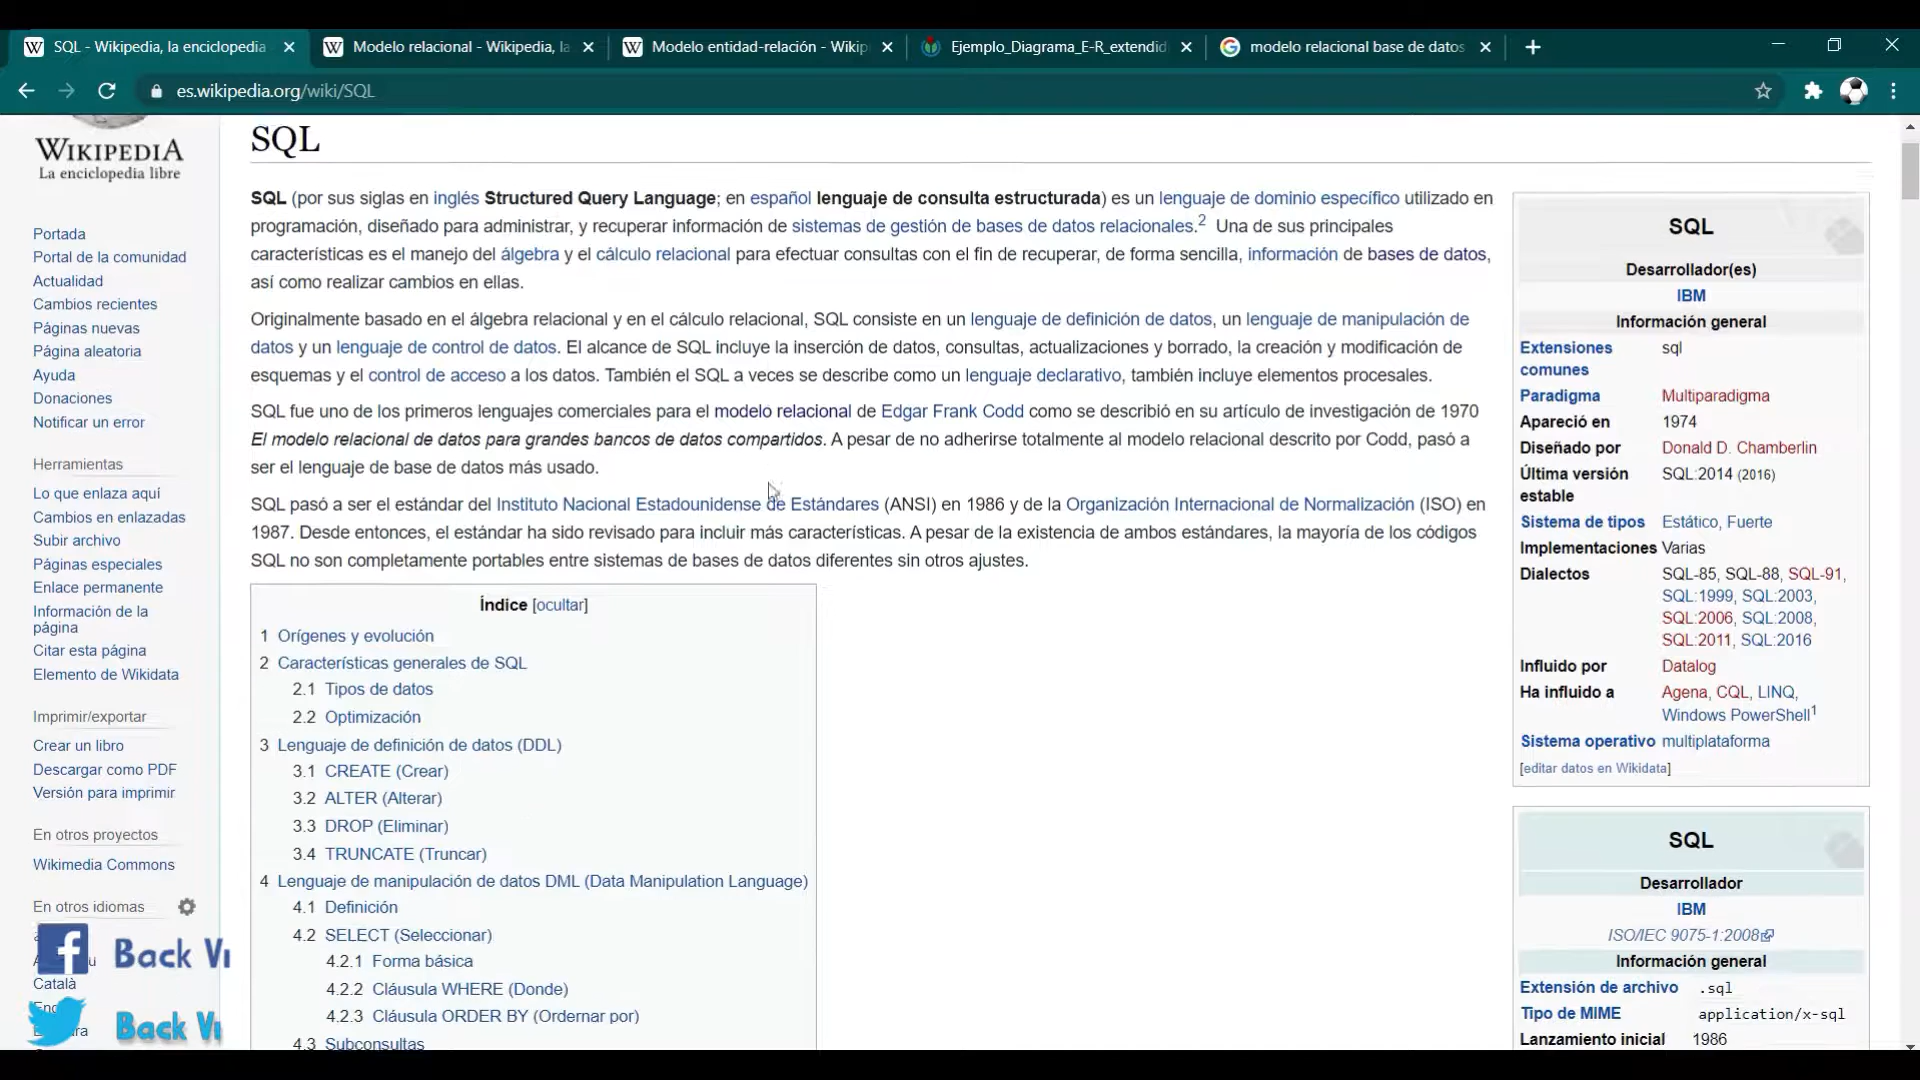 SQL - Wikipedia, la enciclopedia
Modelo relacional - Wikipedia, la
Modelo entidad-relación - Wikip
Ejemplo_Diagrama_E-R_extendid
modelo relacional base de datos
es.wikipedia.org/wiki/SQL
WIKIPEDIA
La enciclopedia libre
Portada
Portal de la comunidad
Actualidad
Cambios recientes
Páginas nuevas
Página aleatoria
Ayuda
Donaciones
Notificar un error
Herramientas
Lo que enlaza aquí
Cambios en enlazadas
Subir archivo
Páginas especiales
Enlace permanente
Información de la
página
Citar esta página
Elemento de Wikidata
Imprimir/exportar
Crear un libro
Descargar como PDF
Versión para imprimir
En otros proyectos
Wikimedia Commons
En otros idiomas
Català
Back
Back
SQL
SQL (por sus siglas en inglés Structured Query Language; en español lenguaje de consulta estructurada) es un lenguaje de dominio específico utilizado en
programación, diseñado para administrar, y recuperar información de sistemas de gestión de bases de datos relacionales.2 Una de sus principales
características es el manejo del álgebra y el cálculo relacional para efectuar consultas con el fin de recuperar, de forma sencilla, información de bases de datos,
así como realizar cambios en ellas.
Originalmente basado en el álgebra relacional y en el cálculo relacional, SQL consiste en un lenguaje de definición de datos, un lenguaje de manipulación de
datos y un lenguaje de control de datos. El alcance de SQL incluye la inserción de datos, consultas, actualizaciones y borrado, la creación y modificación de
esquemas y el control de acceso a los datos. También el SQL a veces se describe como un lenguaje declarativo, también incluye elementos procesales.
SQL fue uno de los primeros lenguajes comerciales para el modelo relacional de Edgar Frank Codd como se describió en su artículo de investigación de 1970
El modelo relacional de datos para grandes bancos de datos compartidos. A pesar de no adherirse totalmente al modelo relacional descrito por Codd, pasó a
ser el lenguaje de base de datos más usado.
SQL pasó a ser el estándar del Instituto Nacional Estadounidense de Estándares (ANSI) en 1986 y de la Organización Internacional de Normalización (ISO) en
1987. Desde entonces, el estándar ha sido revisado para incluir más características. A pesar de la existencia de ambos estándares, la mayoría de los códigos
SQL no son completamente portables entre sistemas de bases de datos diferentes sin otros ajustes.
Índice [ocultar]
1 Orígenes y evolución
2 Características generales de SQL
2.1 Tipos de datos
2.2 Optimización
3 Lenguaje de definición de datos (DDL)
3.1 CREATE (Crear)
3.2 ALTER (Alterar)
3.3 DROP (Eliminar)
3.4 TRUNCATE (Truncar)
4 Lenguaje de manipulación de datos DML (Data Manipulation Language)
4.1 Definición
4.2 SELECT (Seleccionar)
4.2.1 Forma básica
4.2.2 Cláusula WHERE (Donde)
4.2.3 Cláusula ORDER BY (Ordernar por)
4.3 Subconsultas
SQL
Desarrollador(es)
IBM
Información general
Extensiones comunes sql
Paradigma Multiparadigma
Apareció en 1974
Diseñado por Donald D. Chamberlin
Última versión estable SQL:2014 (2016)
Sistema de tipos Estático, Fuerte
Implementaciones Varias
Dialectos SQL-85, SQL-88, SQL-91,
SQL:1999, SQL:2003,
SQL:2006, SQL:2008,
SQL:2011, SQL:2016
Influido por Datalog
Ha influido a Agena, CQL, LINQ,
Windows PowerShell1
Sistema operativo multiplataforma
[editar datos en Wikidata]
SQL
Desarrollador
IBM
ISO/IEC 9075-1:2008
Información general
Extensión de archivo .sql
Tipo de MIME application/x-sql
Lanzamiento inicial 1986